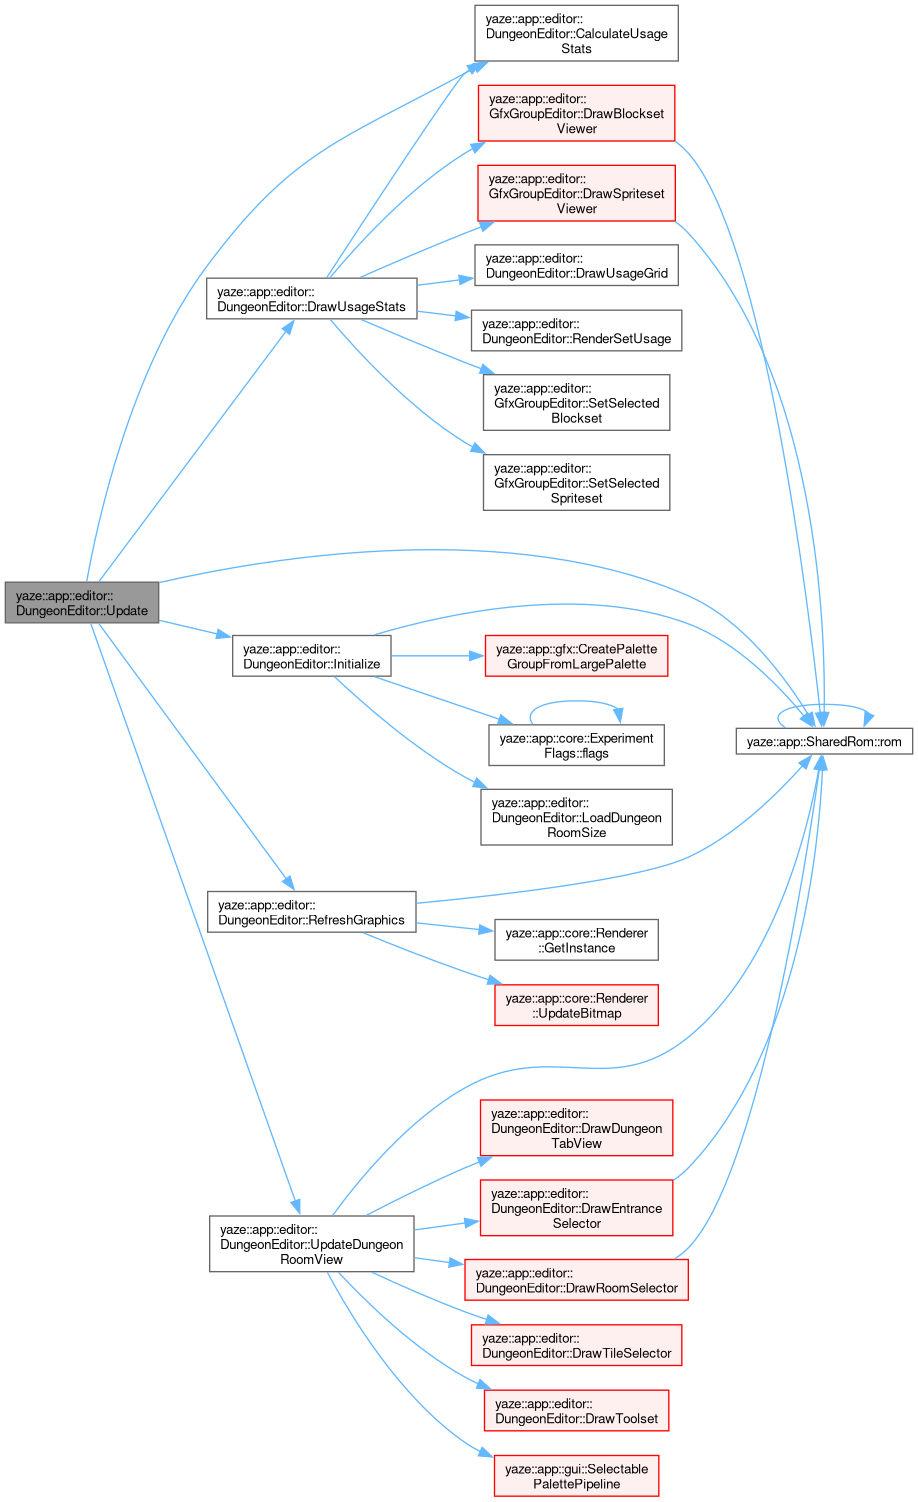 yaze::app::editor::
DungeonEditor::CalculateUsage
Stats
yaze::app::editor::
GfxGroupEditor::DrawBlockset
Viewer
yaze::app::editor::
GfxGroupEditor::DrawSpriteset
Viewer
yaze::app::editor::
DungeonEditor::DrawUsageGrid
yaze::app::editor::
DungeonEditor::DrawUsageStats
yaze::app::editor::
DungeonEditor::RenderSetUsage
yaze::app::editor::
GfxGroupEditor::SetSelected
Blockset
yaze::app::editor::
GfxGroupEditor::SetSelected
Spriteset
yaze::app::editor::
DungeonEditor::Update
yaze::app::editor::
DungeonEditor::Initialize
yaze::app::gfx::CreatePalette
GroupFromLargePalette
yaze::app::core::Experiment
Flags::flags
yaze::app::SharedRom::rom
yaze::app::editor::
DungeonEditor::LoadDungeon
RoomSize
yaze::app::editor::
DungeonEditor::RefreshGraphics
yaze::app::core::Renderer
::GetInstance
yaze::app::core::Renderer
::UpdateBitmap
yaze::app::editor::
DungeonEditor::DrawDungeon
TabView
yaze::app::editor::
DungeonEditor::DrawEntrance
Selector
yaze::app::editor::
DungeonEditor::UpdateDungeon
RoomView
yaze::app::editor::
DungeonEditor::DrawRoomSelector
yaze::app::editor::
DungeonEditor::DrawTileSelector
yaze::app::editor::
DungeonEditor::DrawToolset
yaze::app::gui::Selectable
PalettePipeline